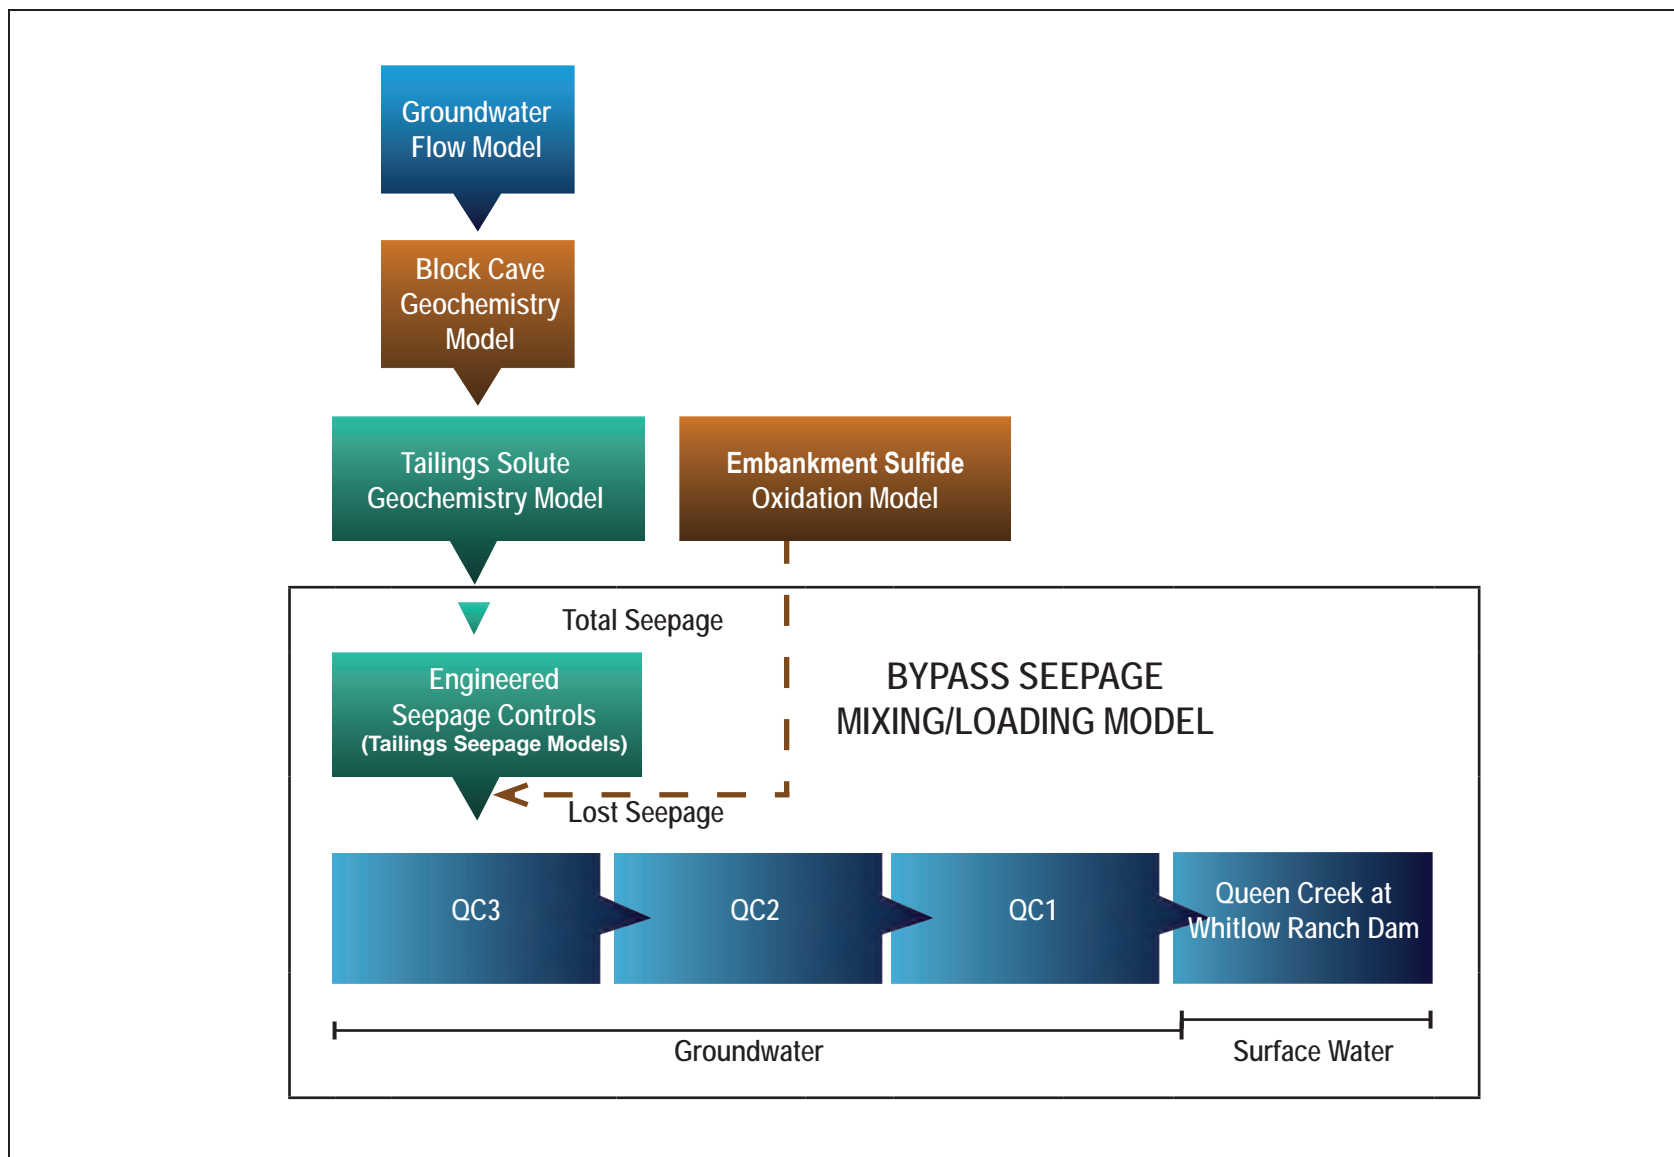 Groundwater
Flow Model
Block Cave
Geochemistry
Model
Tailings Solute
Geochemistry Model
Embankment Sulfide
Oxidation Model
Total Seepage
Engineered
Seepage Controls
(Tailings Seepage Models)
BYPASS SEEPAGE
MIXING/LOADING MODEL
Lost Seepage
QC3
QC2
QC1
Queen Creek at
Whitlow Ranch Dam
Groundwater
Surface Water